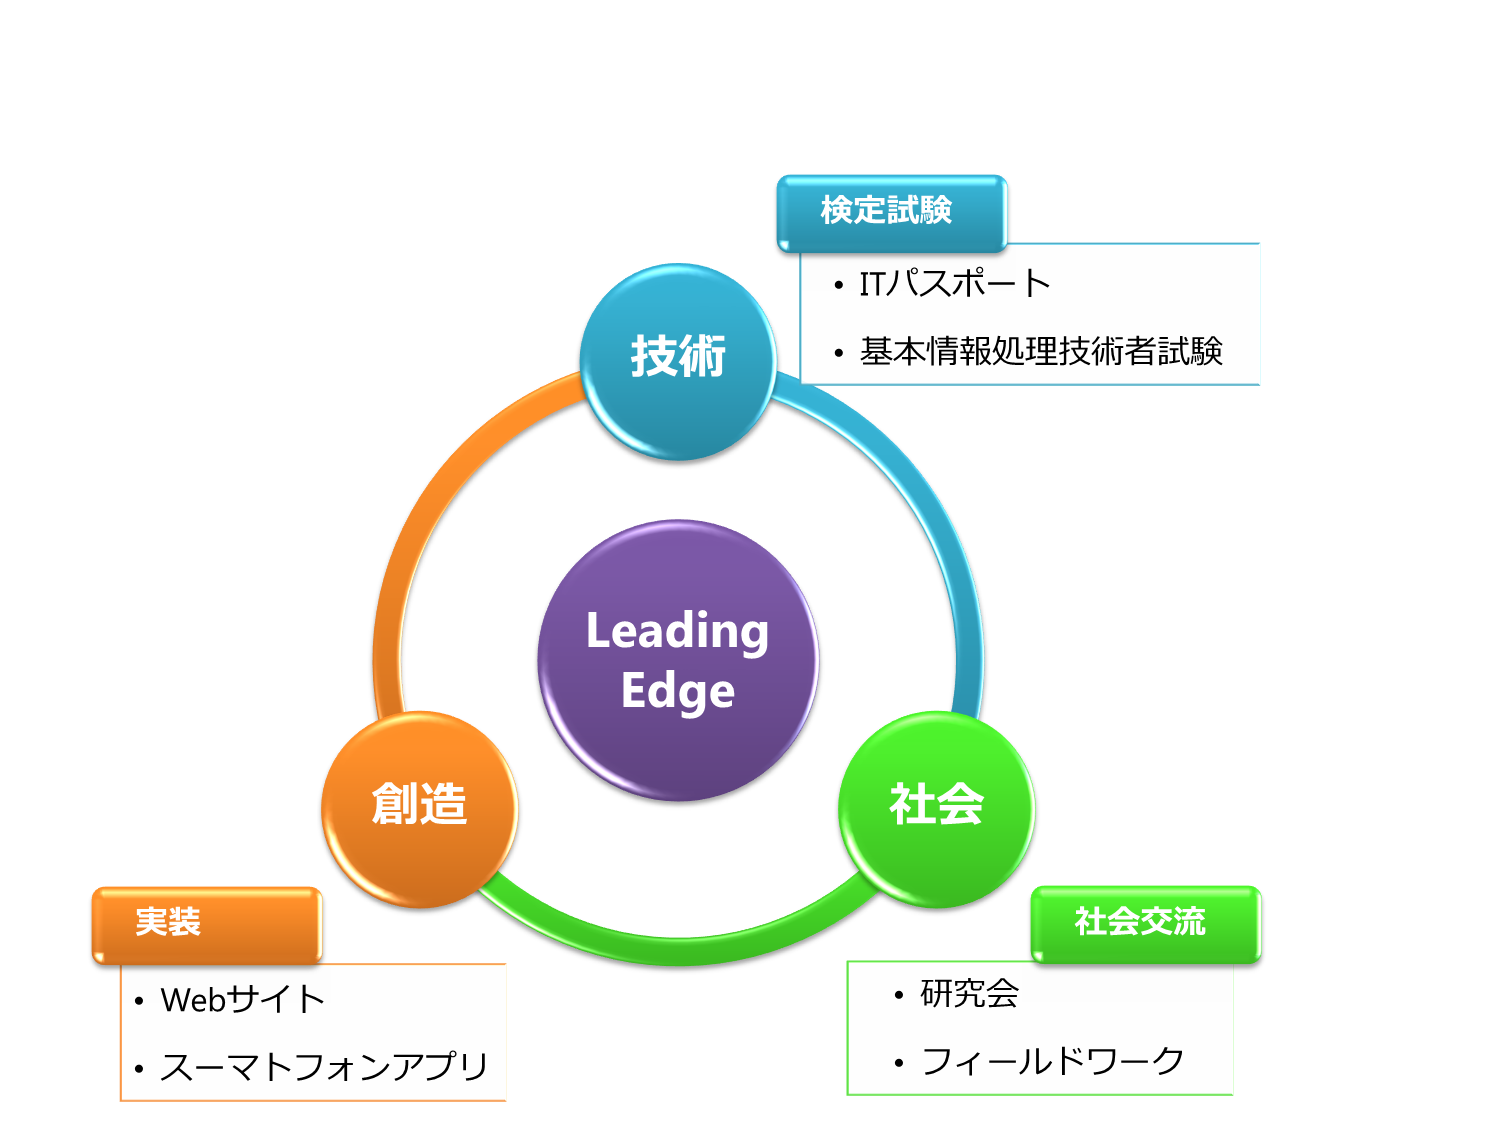 検定試験
• ITパスポート
• 基本情報処理技術者試験
技術
Leading
Edge
創造
社会
実装
• Webサイト
• スーマトフォンアプリ
社会交流
• 研究会
• フィールドワーク